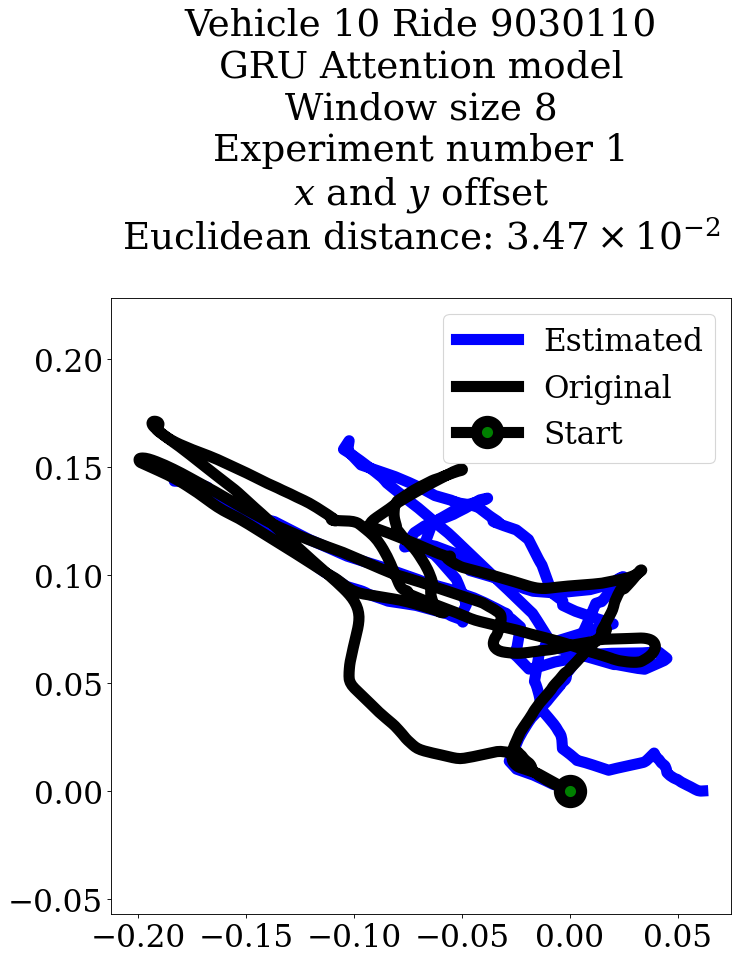 Vehicle 10 Ride 9030110
GRU Attention model
Window size 8
Experiment number 1
x and y offset
Euclidean distance: 3.47 × 10⁻²
Estimated
Original
Start
0.20
0.15
0.10
0.05
0.00
−0.05
−0.20 −0.15 −0.10 −0.05 0.00 0.05